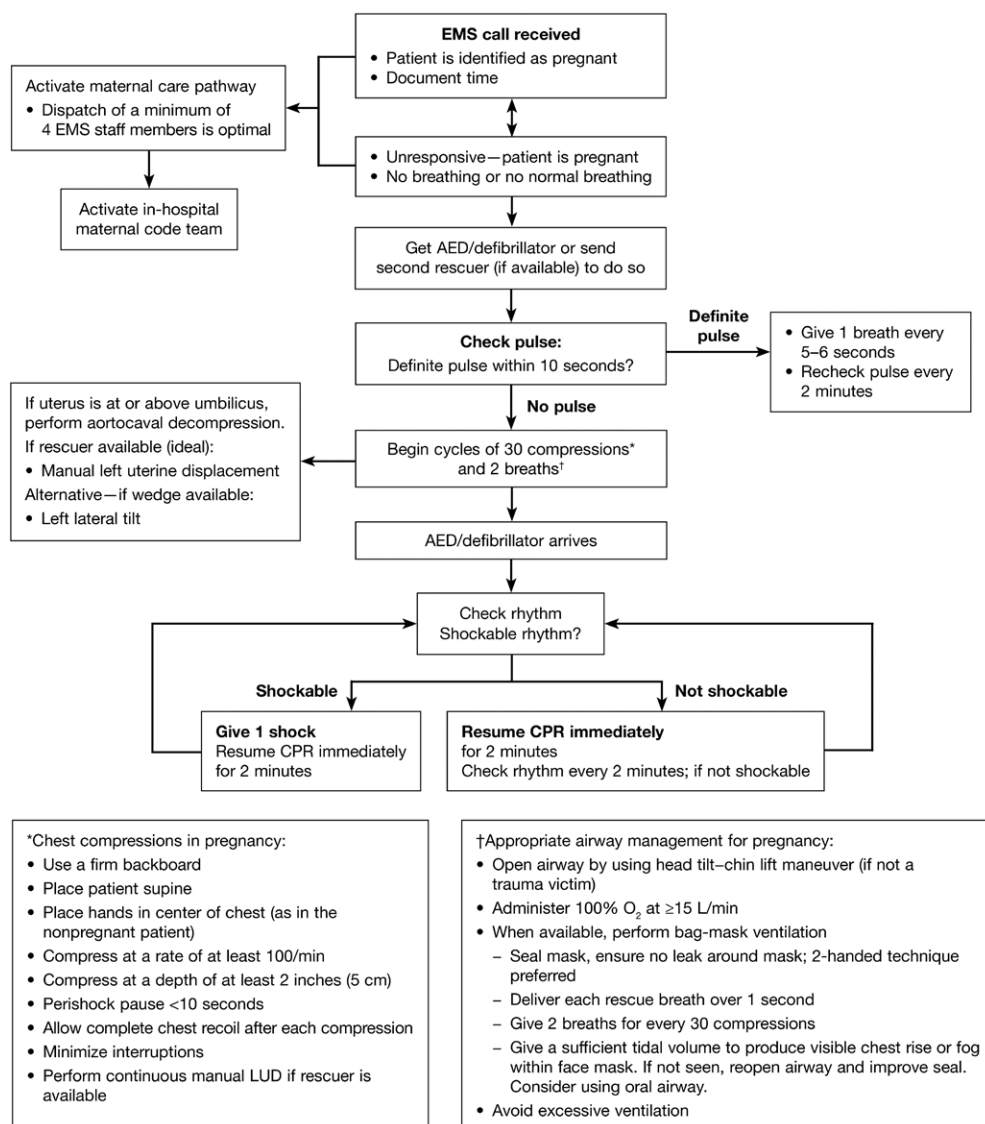 EMS call received
• Patient is identified as pregnant
• Document time
Activate maternal care pathway
• Dispatch of a minimum of
4 EMS staff members is optimal
• Unresponsive—patient is pregnant
• No breathing or no normal breathing
Activate in-hospital
maternal code team
Get AED/defibrillator or send
second rescuer (if available) to do so
Check pulse:
Definite pulse within 10 seconds?
Definite
pulse
• Give 1 breath every
5–6 seconds
• Recheck pulse every
2 minutes
No pulse
If uterus is at or above umbilicus,
perform aortocaval decompression.
If rescuer available (ideal):
• Manual left uterine displacement
Alternative—if wedge available:
• Left lateral tilt
Begin cycles of 30 compressions*
and 2 breaths†
AED/defibrillator arrives
Check rhythm
Shockable rhythm?
Shockable
Not shockable
Give 1 shock
Resume CPR immediately
for 2 minutes
Resume CPR immediately
for 2 minutes
Check rhythm every 2 minutes; if not shockable
*Chest compressions in pregnancy:
• Use a firm backboard
• Place patient supine
• Place hands in center of chest (as in the
nonpregnant patient)
• Compress at a rate of at least 100/min
• Compress at a depth of at least 2 inches (5 cm)
• Perishock pause <10 seconds
• Allow complete chest recoil after each compression
• Minimize interruptions
• Perform continuous manual LUD if rescuer is
available
†Appropriate airway management for pregnancy:
• Open airway by using head tilt–chin lift maneuver (if not a
trauma victim)
• Administer 100% O₂ at ≥15 L/min
• When available, perform bag-mask ventilation
– Seal mask, ensure no leak around mask; 2-handed technique
preferred
– Deliver each rescue breath over 1 second
– Give 2 breaths for every 30 compressions
– Give a sufficient tidal volume to produce visible chest rise or fog
within face mask. If not seen, reopen airway and improve seal.
Consider using oral airway.
• Avoid excessive ventilation